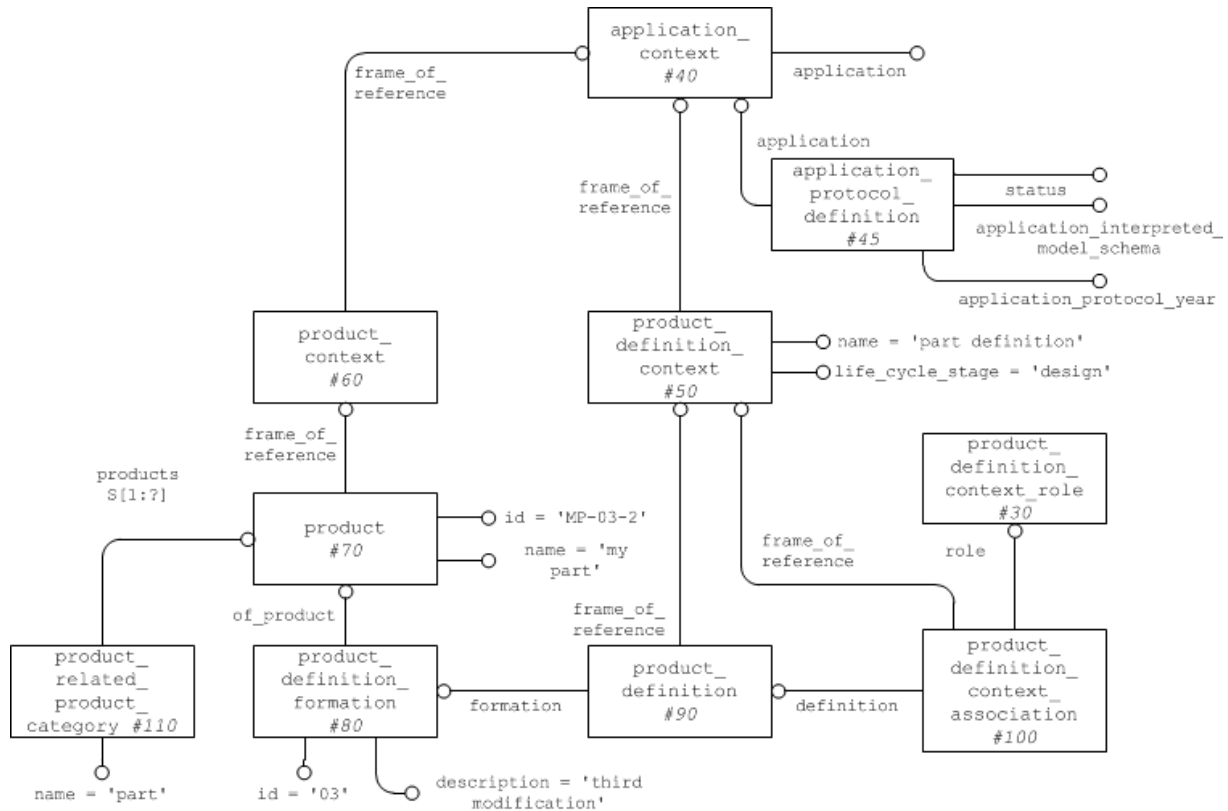 application_
context
#40
application
frame_of_
reference
application
application_
protocol_
definition
#45
status
application_interpreted_
model_schema
application_protocol_year
frame_of_
reference
product_
context
#60
product_
definition_
context
#50
name = 'part definition'
life_cycle_stage = 'design'
frame_of_
reference
product_
definition_
context_role
#30
products
S[1:?]
product
#70
id = 'MP-03-2'
name = 'my
part'
frame_of_
reference
role
of_product
frame_of_
reference
product_
related_
product_
category #110
product_
definition_
formation
#80
formation
product_
definition
#90
definition
product_
definition_
context_
association
#100
name = 'part'
id = '03'
description = 'third
modification'